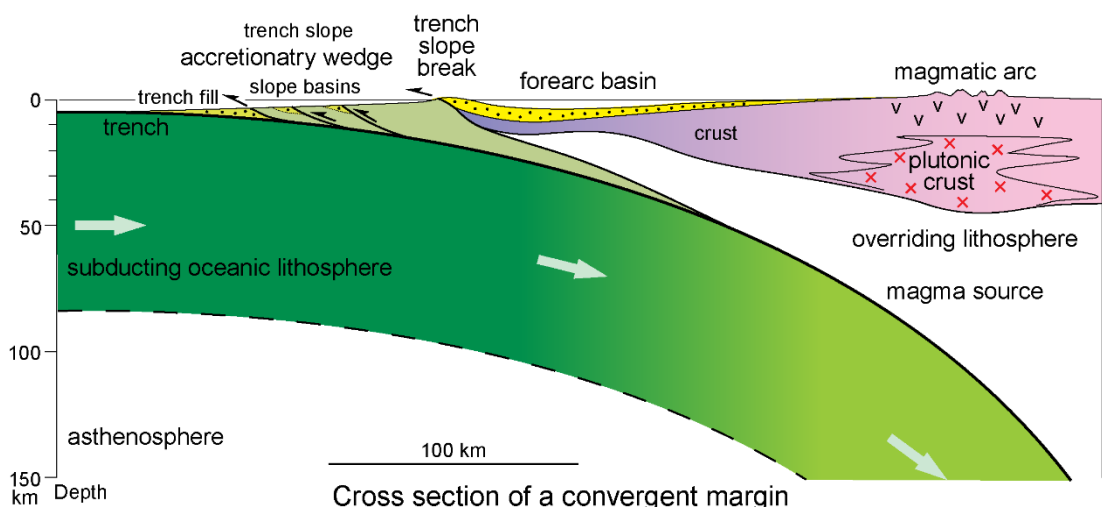 trench slope
accretionatry wedge
slope basins
trench
slope
break
forearc basin
magmatic arc
trench fill
trench
crust
v v v v
v v v
plutonic
crust
overriding lithosphere
magma source
subducting oceanic lithosphere
asthenosphere
0
50
100
150
km
Depth
100 km
Cross section of a convergent margin